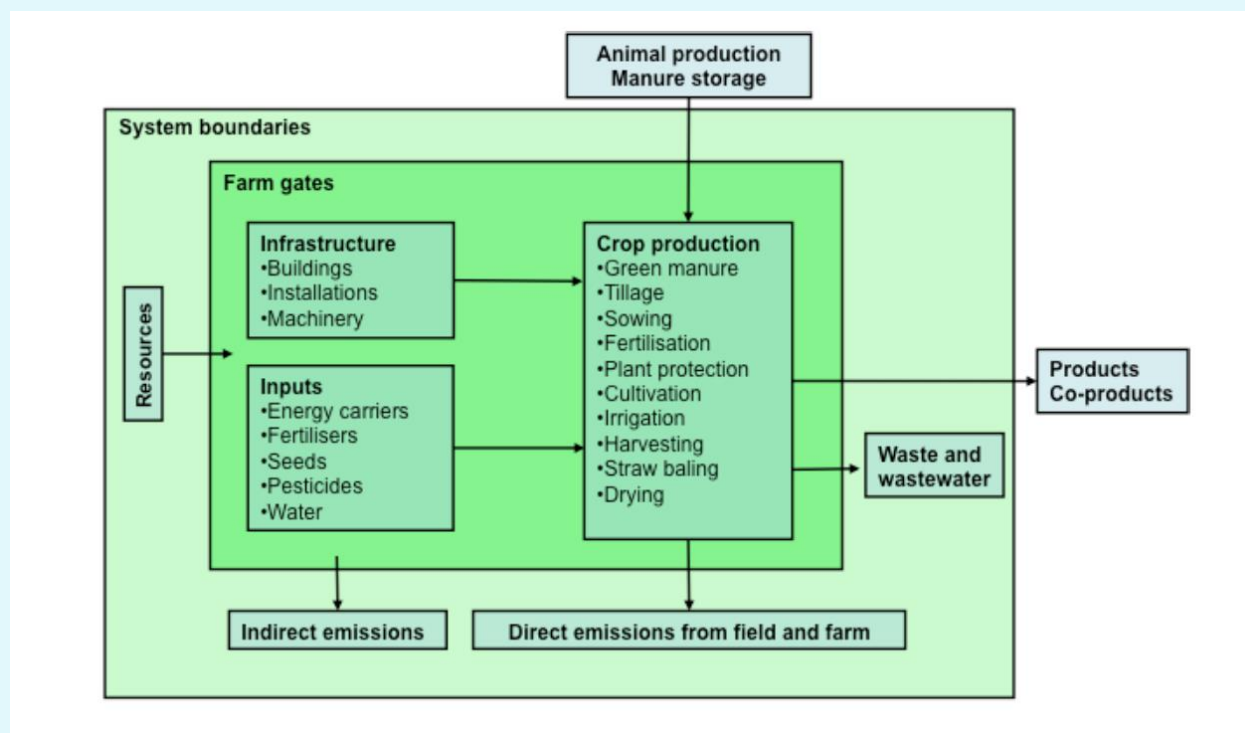 Animal production
Manure storage
System boundaries
Farm gates
Infrastructure
•Buildings
•Installations
•Machinery
Crop production
•Green manure
•Tillage
•Sowing
•Fertilisation
•Plant protection
•Cultivation
•Irrigation
•Harvesting
•Straw baling
•Drying
Resources
Inputs
•Energy carriers
•Fertilisers
•Seeds
•Pesticides
•Water
Products
Co-products
Waste and
wastewater
Indirect emissions
Direct emissions from field and farm